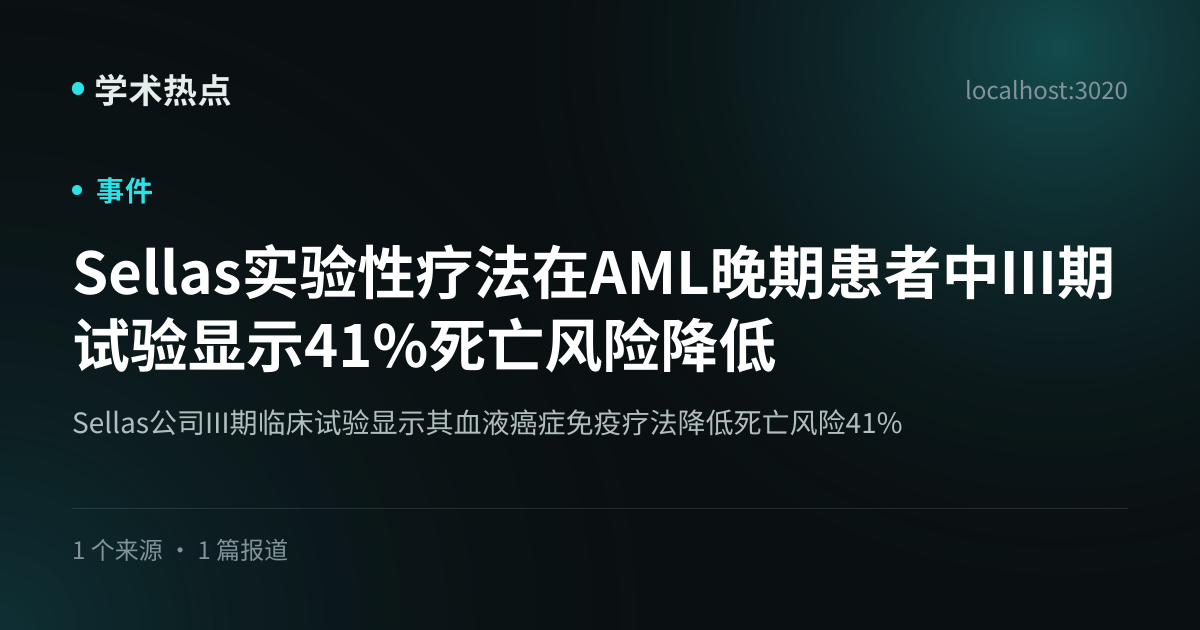 学术热点
localhost:3020
事件
Sellas实验性疗法在AML晚期患者中III期
试验显示41%死亡风险降低
Sellas公司III期临床试验显示其血液癌症免疫疗法降低死亡风险41%
1 个来源 · 1 篇报道